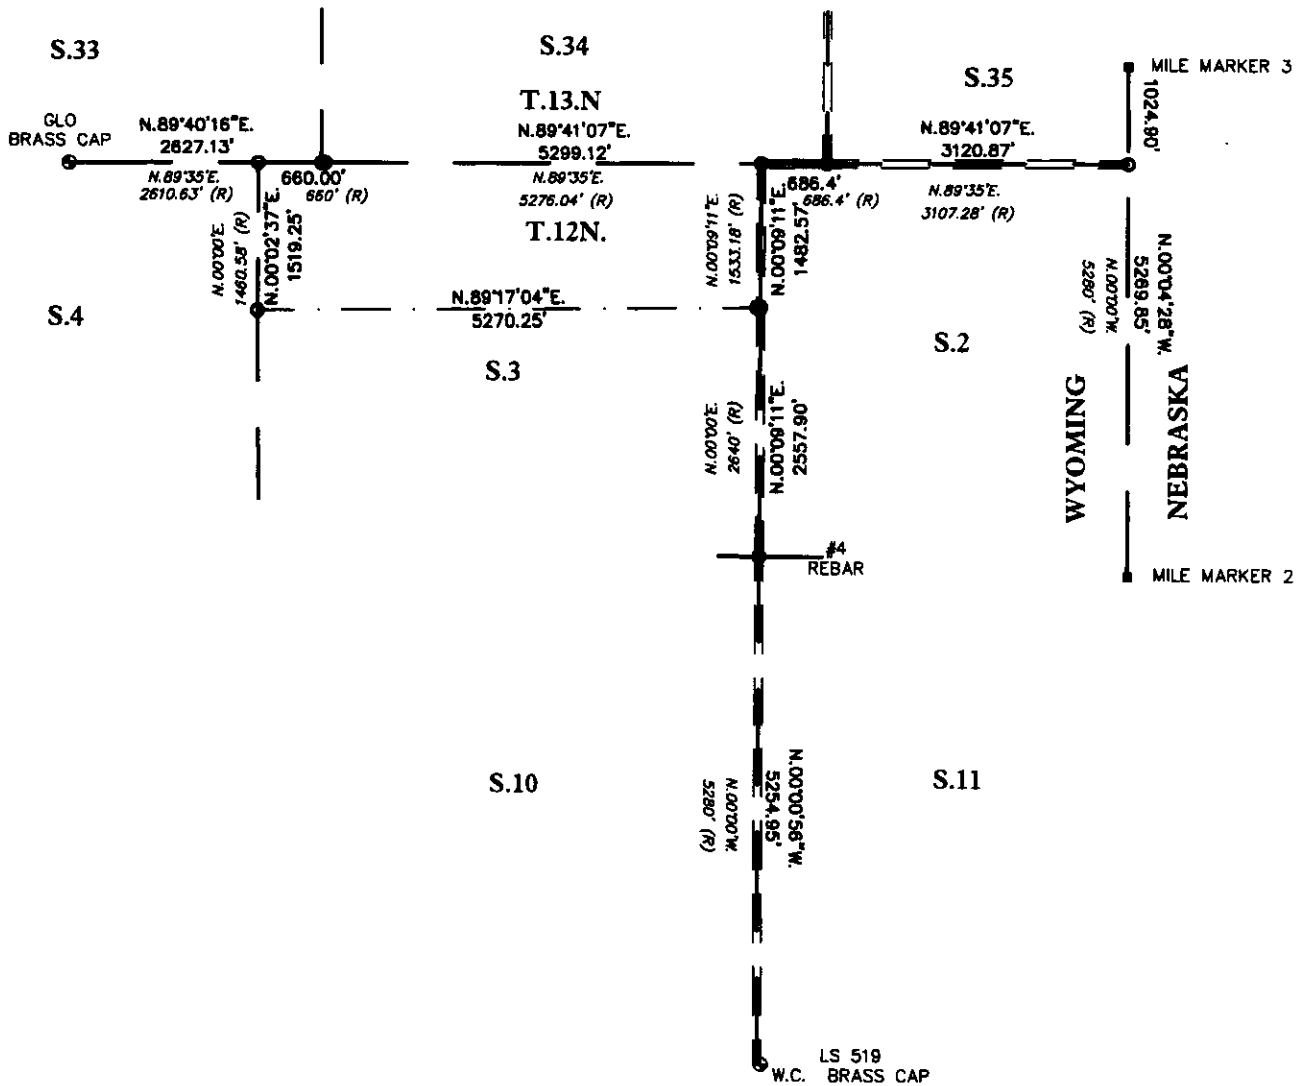 S.33
S.34
S.35
MILE MARKER 3
1024.90'
T.13.N
GLO
BRASS CAP
N.89°40'16"E.
2627.13'
N.89°41'07"E.
5299.12'
N.89°41'07"E.
3120.87'
N.89°35'E.
2610.63' (R)
660.00'
660' (R)
N.89°35'E.
5276.04' (R)
686.4'
686.4' (R)
N.89°35'E.
3107.28' (R)
T.12N.
N.00°00'E.
1460.58' (R)
N.00°02'37"E.
1519.25'
N.00°09'11"E.
1533.18' (R)
N.00°09'11"E.
1482.57'
N.00°04'28"W.
5269.85'
N.00°00'W.
5280' (R)
S.4
N.89°17'04"E.
5270.25'
S.3
S.2
N.00°00'E.
2640' (R)
N.00°09'11"E.
2557.90'
WYOMING
NEBRASKA
#4
REBAR
MILE MARKER 2
S.10
S.11
N.00°00'56"W.
5254.95'
N.00°00'W.
5280' (R)
LS 519
W.C. BRASS CAP